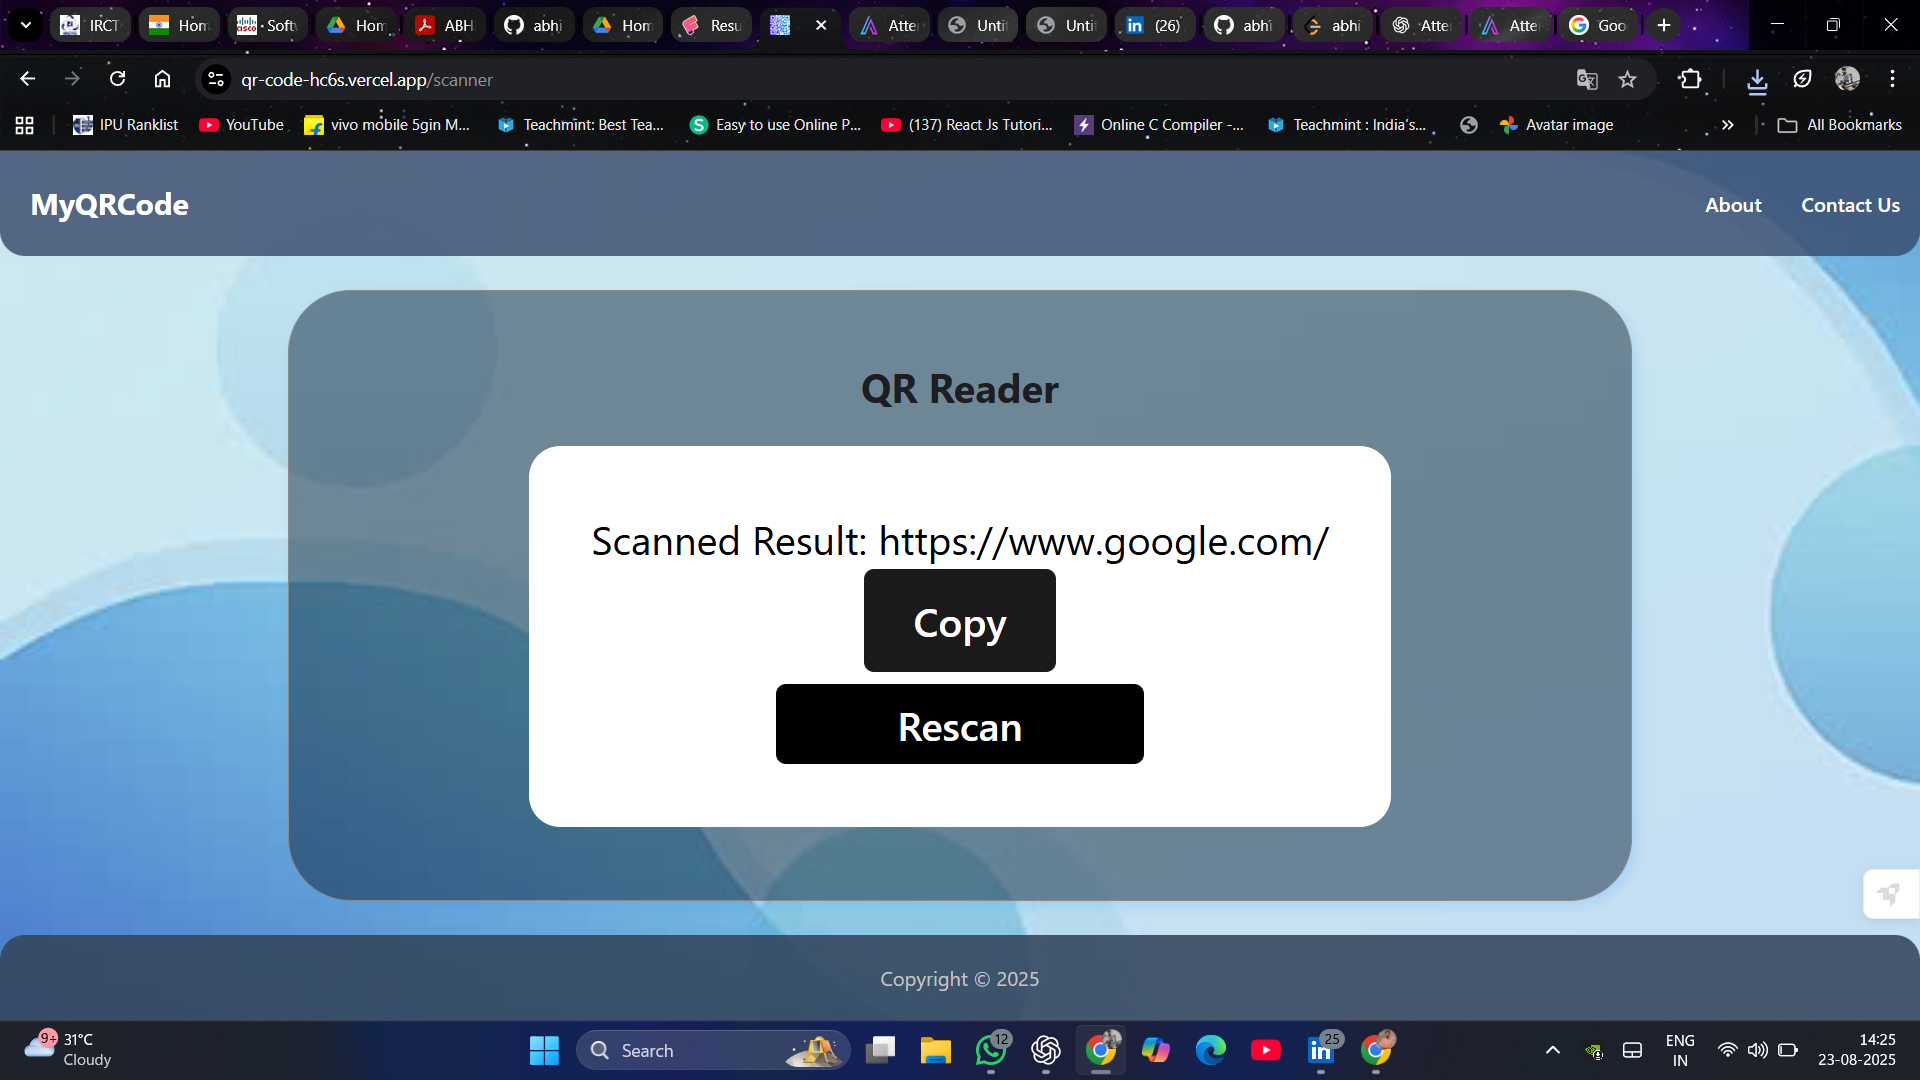 IRCT
Hom
Soft
Hom
ABH
abhi
Hom
Resu
Atte
Untit
Untit
(26)
abhi
abhi
Atte
Atte
Goo
qr-code-hc6s.vercel.app/scanner
IPU Ranklist
YouTube
vivo mobile 5gin M...
Teachmint: Best Tea...
Easy to use Online P...
(137) React Js Tutori...
Online C Compiler -...
Teachmint : India's...
Avatar image
All Bookmarks
MyQRCode
About
Contact Us
QR Reader
Scanned Result: https://www.google.com/
Copy
Rescan
Copyright © 2025
9+
31°C
Cloudy
Search
12
25
ENG
IN
14:25
23-08-2025